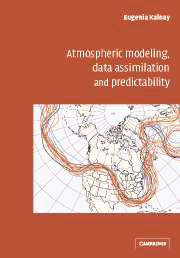 Eugenia Kalnay
Atmospheric modeling,
data assimilation
and predictability
CAMBRIDGE